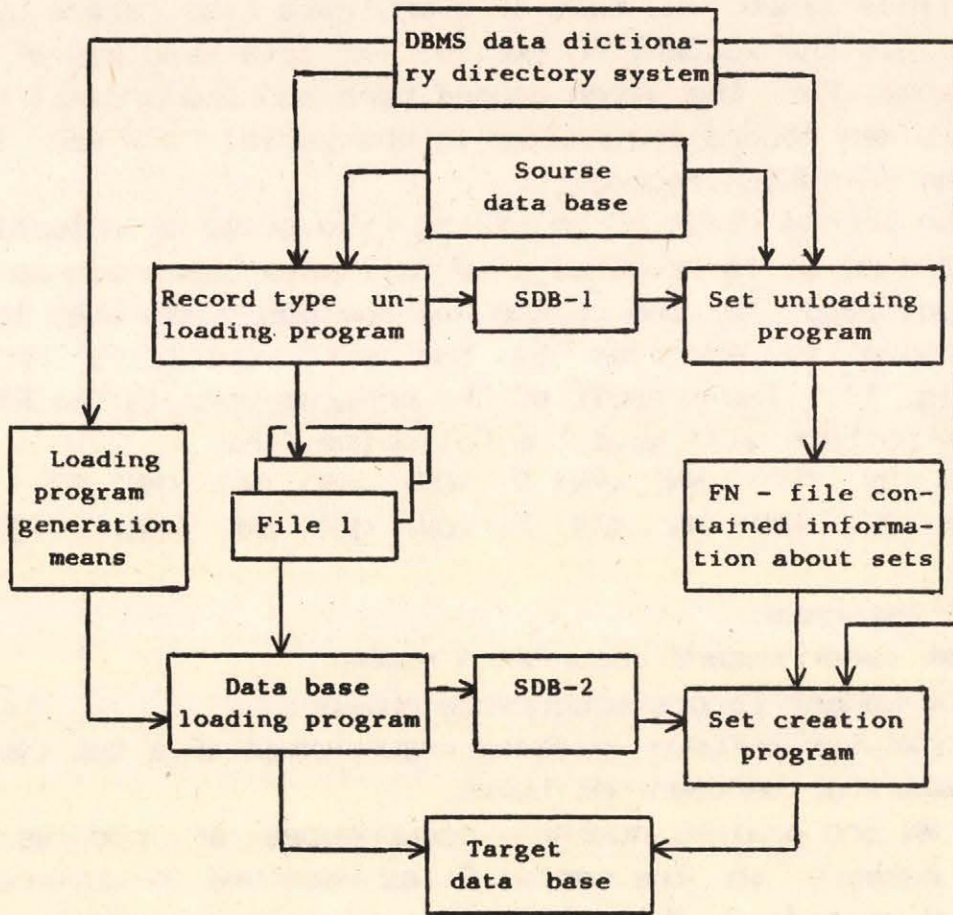 DBMS data dictiona-
ry directory system
Sourse
data base
Record type un-
loading program
SDB-1
Set unloading
program
Loading
program
generation
means
File 1
FN - file con-
tained informa-
tion about sets
Data base
loading program
SDB-2
Set creation
program
Target
data base